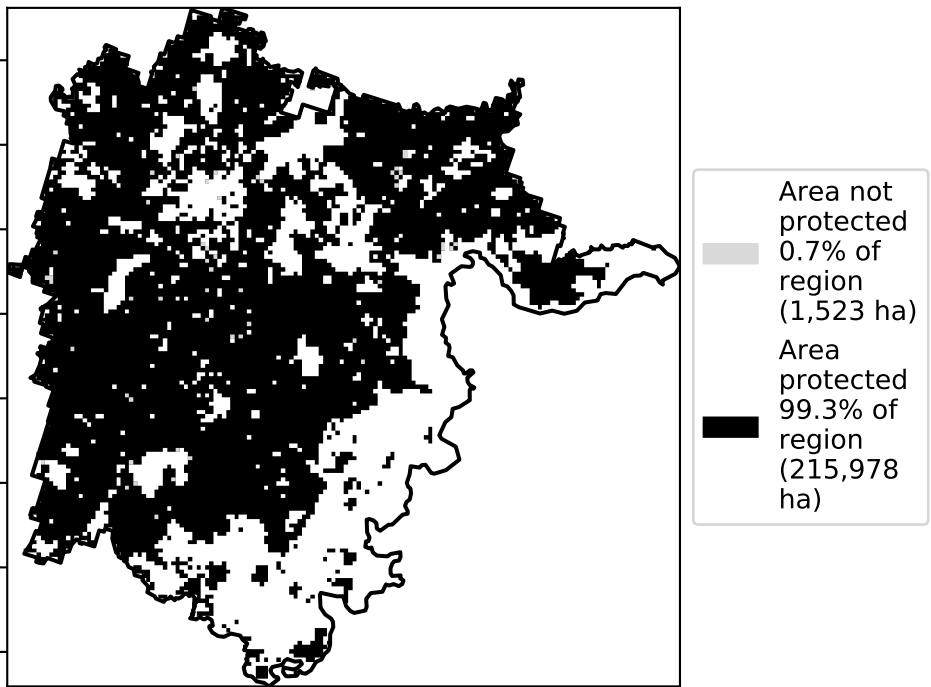 Area not
protected
0.7% of
region
(1,523 ha)
Area
protected
99.3% of
region
(215,978
ha)